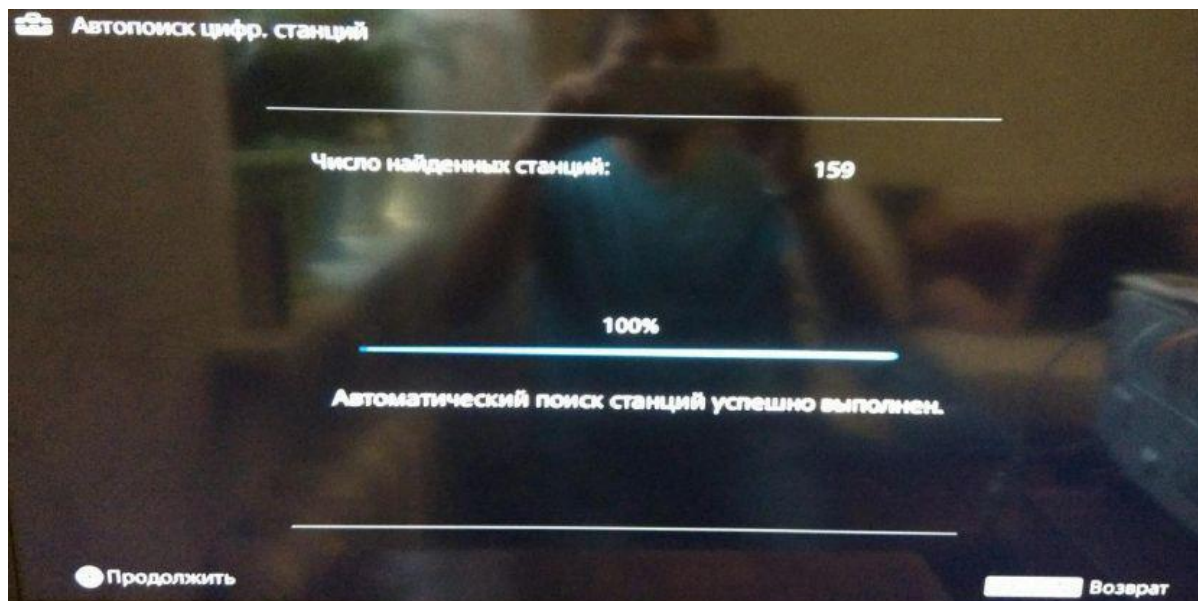 Автопоиск цифр. станций
Число найденных станций: 159
100%
Автоматический поиск станций успешно выполнен.
Продолжить
Возврат